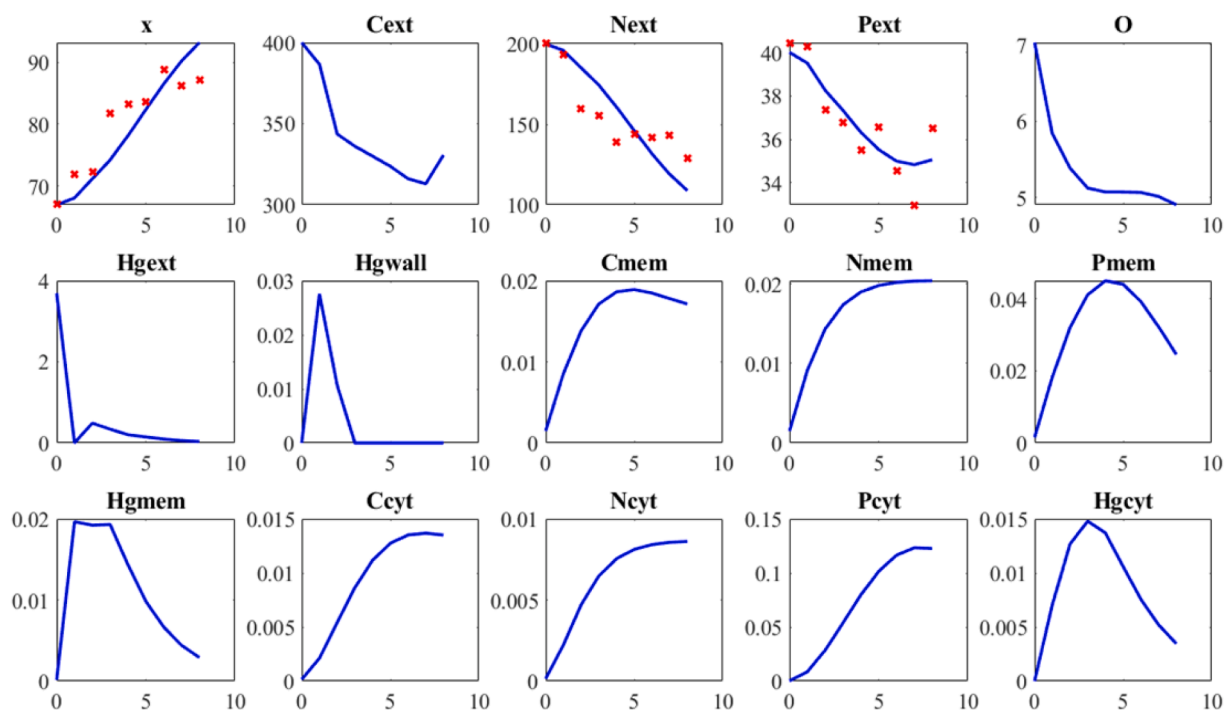 x Cext Next Pext O
90 400 200 40 7
80 350 150 38 6
70 300 100 36 5
34
0 5 10 0 5 10 0 5 10 0 5 10 0 5 10
Hgext Hgwall Cmem Nmem Pmem
4 0.03 0.02 0.02 0.04
2 0.02 0.01 0.01 0.02
0 0.01 0 0 0
0
0 5 10 0 5 10 0 5 10 0 5 10 0 5 10
Hgmem Ccyt Ncyt Pcyt Hgcyt
0.02 0.015 0.01 0.15 0.015
0.01 0.01 0.005 0.1 0.01
0 0.005 0 0.05 0.005
0 0 0
0 5 10 0 5 10 0 5 10 0 5 10 0 5 10